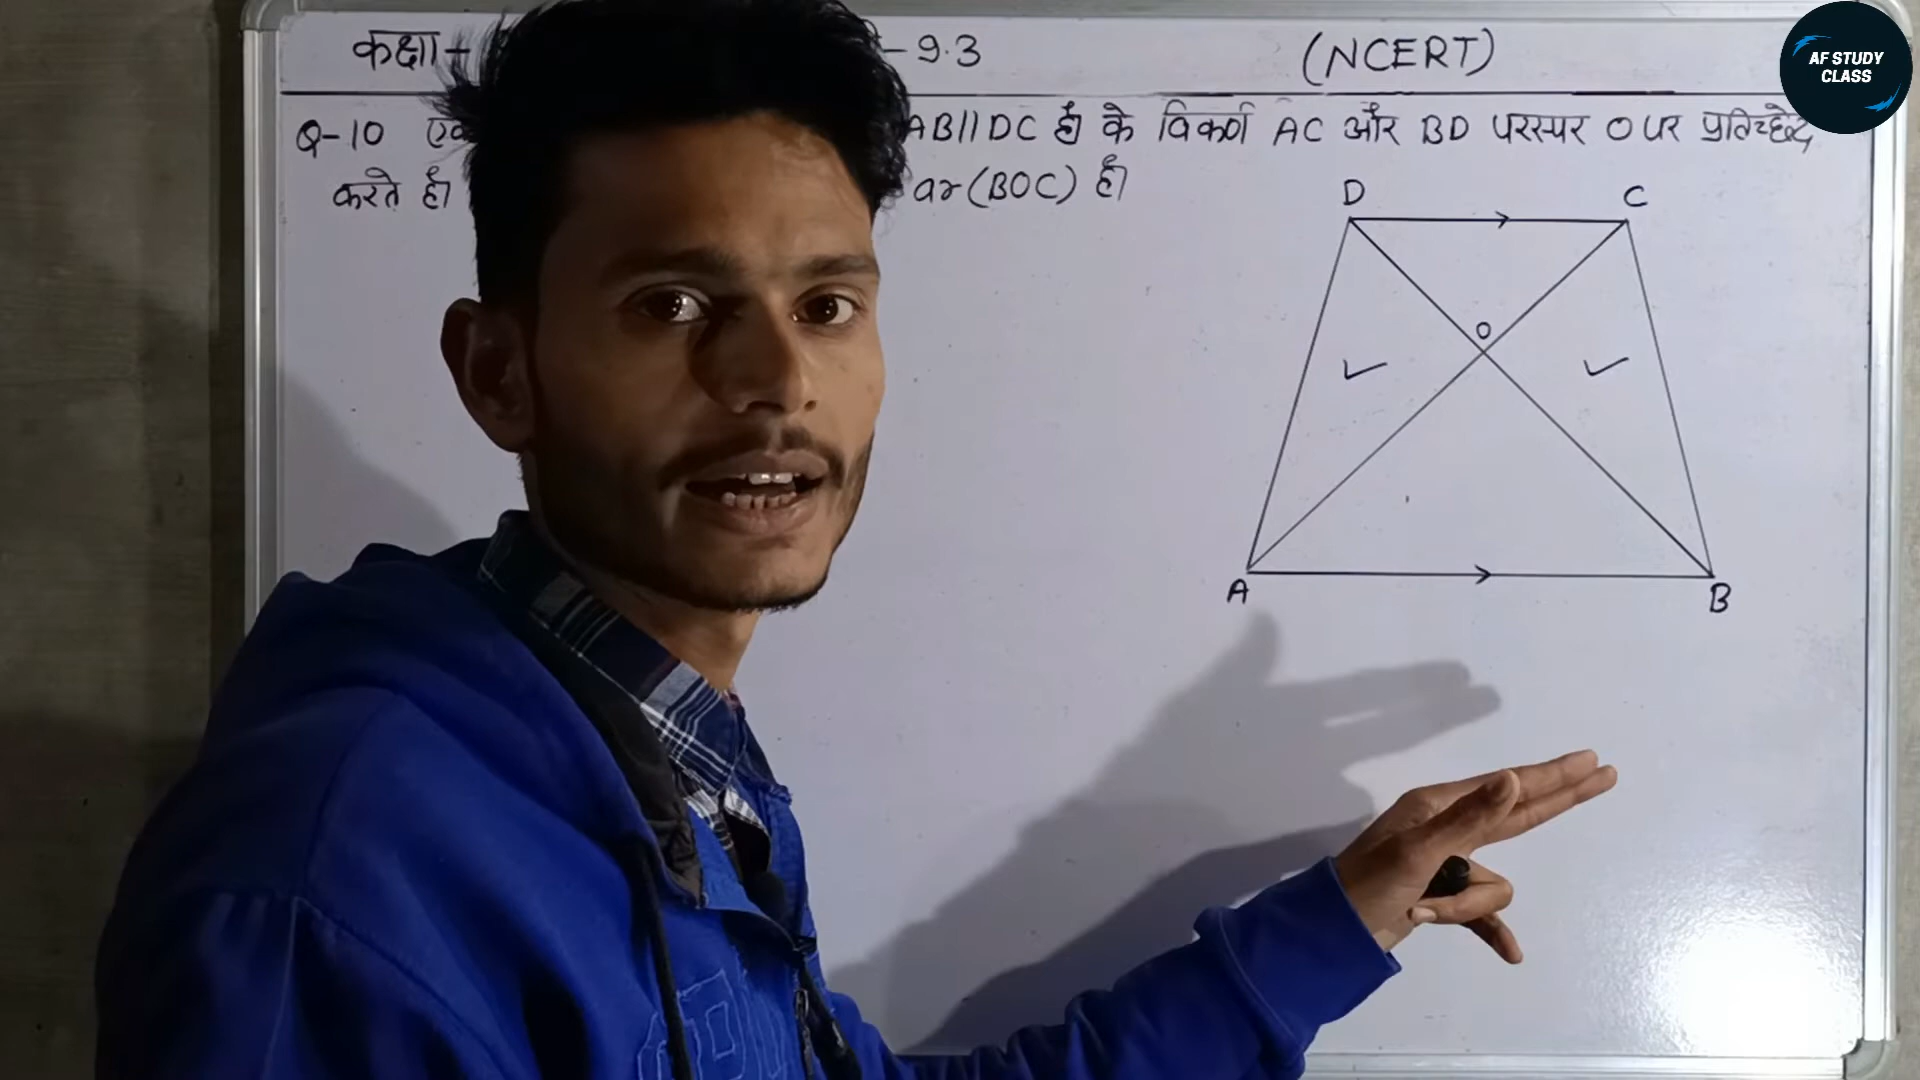 कक्षा- -9.3 (NCERT)
AF STUDY
CLASS
Q-10 AB||DC है। के विकर्ण AC और BD परस्पर O पर प्रतिच्छेद
करते है। ar(BOC) है।
D C
O
A B